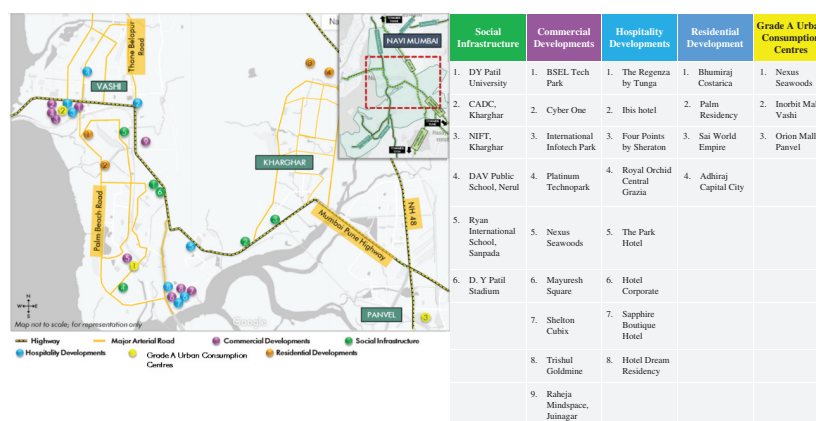 Thane Belapur
Road
VASHI
KHARGHAR
Palm Beach Road
Mumbai Pune Highway
NH 48
PANVEL
NAVI MUMBAI
Google
Map not to scale; for representation only
Highway
Major Arterial Road
Commercial Developments
Social Infrastructure
Hospitality Developments
Grade A Urban Consumption
Centres
Residential Developments
Social
Infrastructure
1. DY Patil
University
2. CADC,
Kharghar
3. NIFT,
Kharghar
4. DAV Public
School, Nerul
5. Ryan
International
School,
Sanpada
6. D. Y Patil
Stadium
Commercial
Developments
1. BSEL Tech
Park
2. Cyber One
3. International
Infotech Park
4. Platinum
Technopark
5. Nexus
Seawoods
6. Mayuresh
Square
7. Shelton
Cubix
8. Trishul
Goldmine
9. Raheja
Mindspace,
Juinagar
Hospitality
Developments
1. The Regenza
by Tunga
2. Ibis hotel
3. Four Points
by Sheraton
4. Royal Orchid
Central
Grazia
5. The Park
Hotel
6. Hotel
Corporate
7. Sapphire
Boutique
Hotel
8. Hotel Dream
Residency
Residential
Development
1. Bhumiraj
Costarica
2. Palm
Residency
3. Sai World
Empire
4. Adhiraj
Capital City
Grade A Urba
Consumption
Centres
1. Nexus
Seawoods
2. Inorbit Mal
Vashi
3. Orion Mall
Panvel